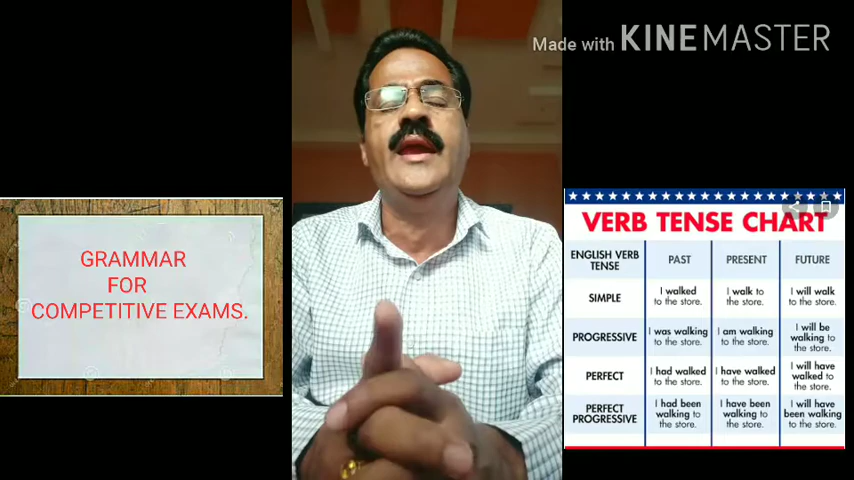 Made with KINEMASTER
GRAMMAR
FOR
COMPETITIVE EXAMS.
VERB TENSE CHART
ENGLISH VERB
TENSE
PAST
PRESENT
FUTURE
SIMPLE
I walked
to the store.
I walk to
the store.
I will walk
to the store.
PROGRESSIVE
I was walking
to the store.
I am walking
to the store.
I will be
walking to
the store.
PERFECT
I had walked
to the store.
I have walked
to the store.
I will have
walked to
the store.
PERFECT
PROGRESSIVE
I had been
walking to
the store.
I have been
walking to
the store.
I will have
been walking
to the store.